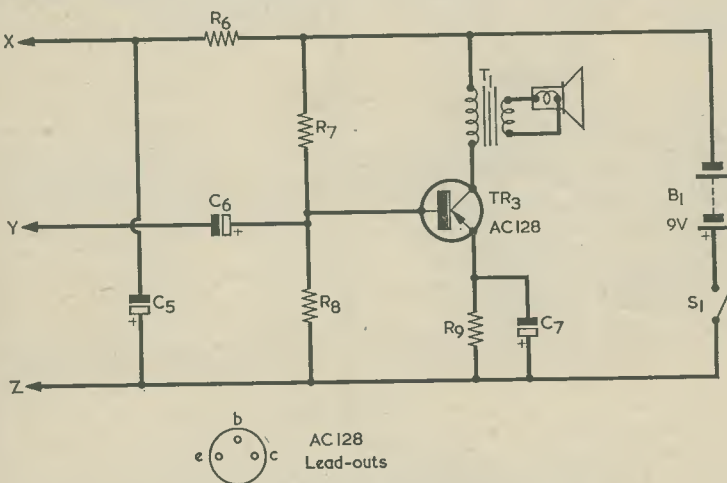 X
R6
T1
R7
C6
TR3
AC128
B1
9V
+
Y
+
C5
+
R8
R9
C7
+
S1
Z
b
e
c
AC128
Lead-outs